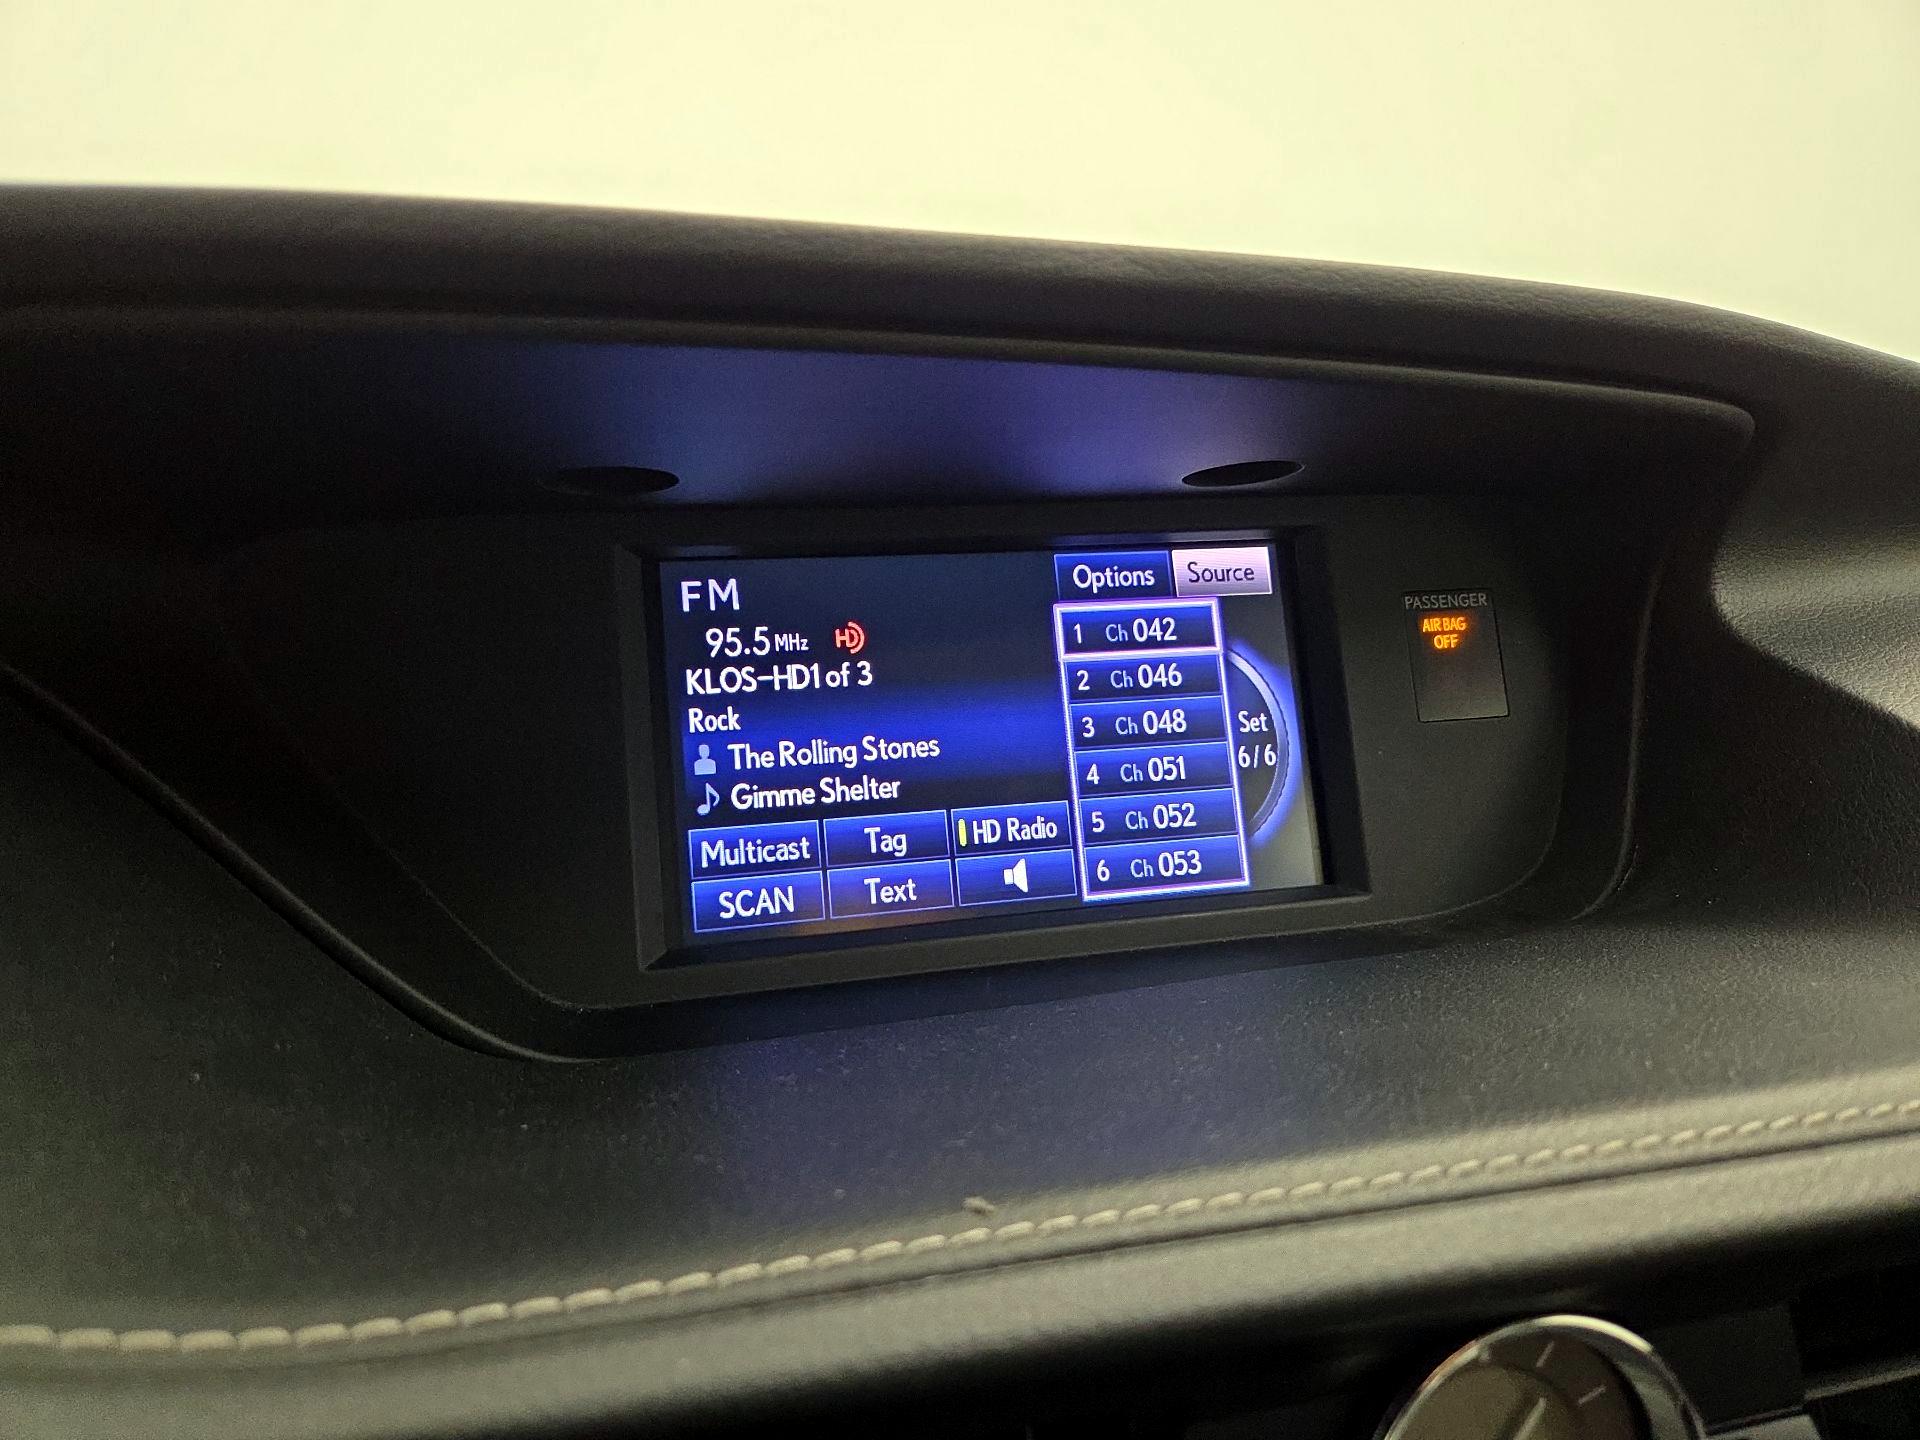 FM
95.5 MHz HD
KLOS-HD1 of 3
Rock
The Rolling Stones
Gimme Shelter
Multicast Tag HD Radio
SCAN Text
Options Source
1 Ch 042
2 Ch 046
3 Ch 048
4 Ch 051
5 Ch 052
6 Ch 053
Set
6/6
PASSENGER
AIR BAG
OFF